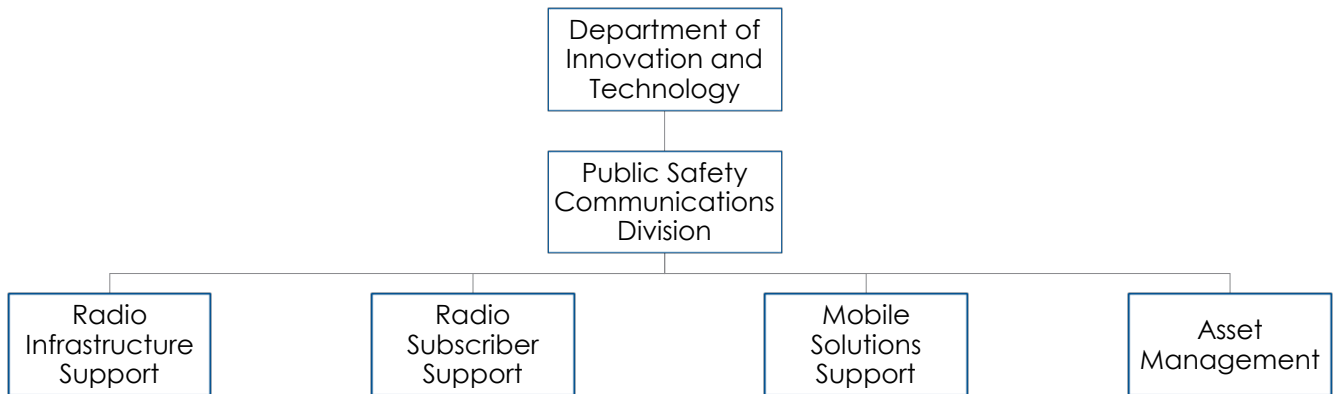 Department of
Innovation and
Technology
Public Safety
Communications
Division
Radio
Infrastructure
Support
Radio
Subscriber
Support
Mobile
Solutions
Support
Asset
Management